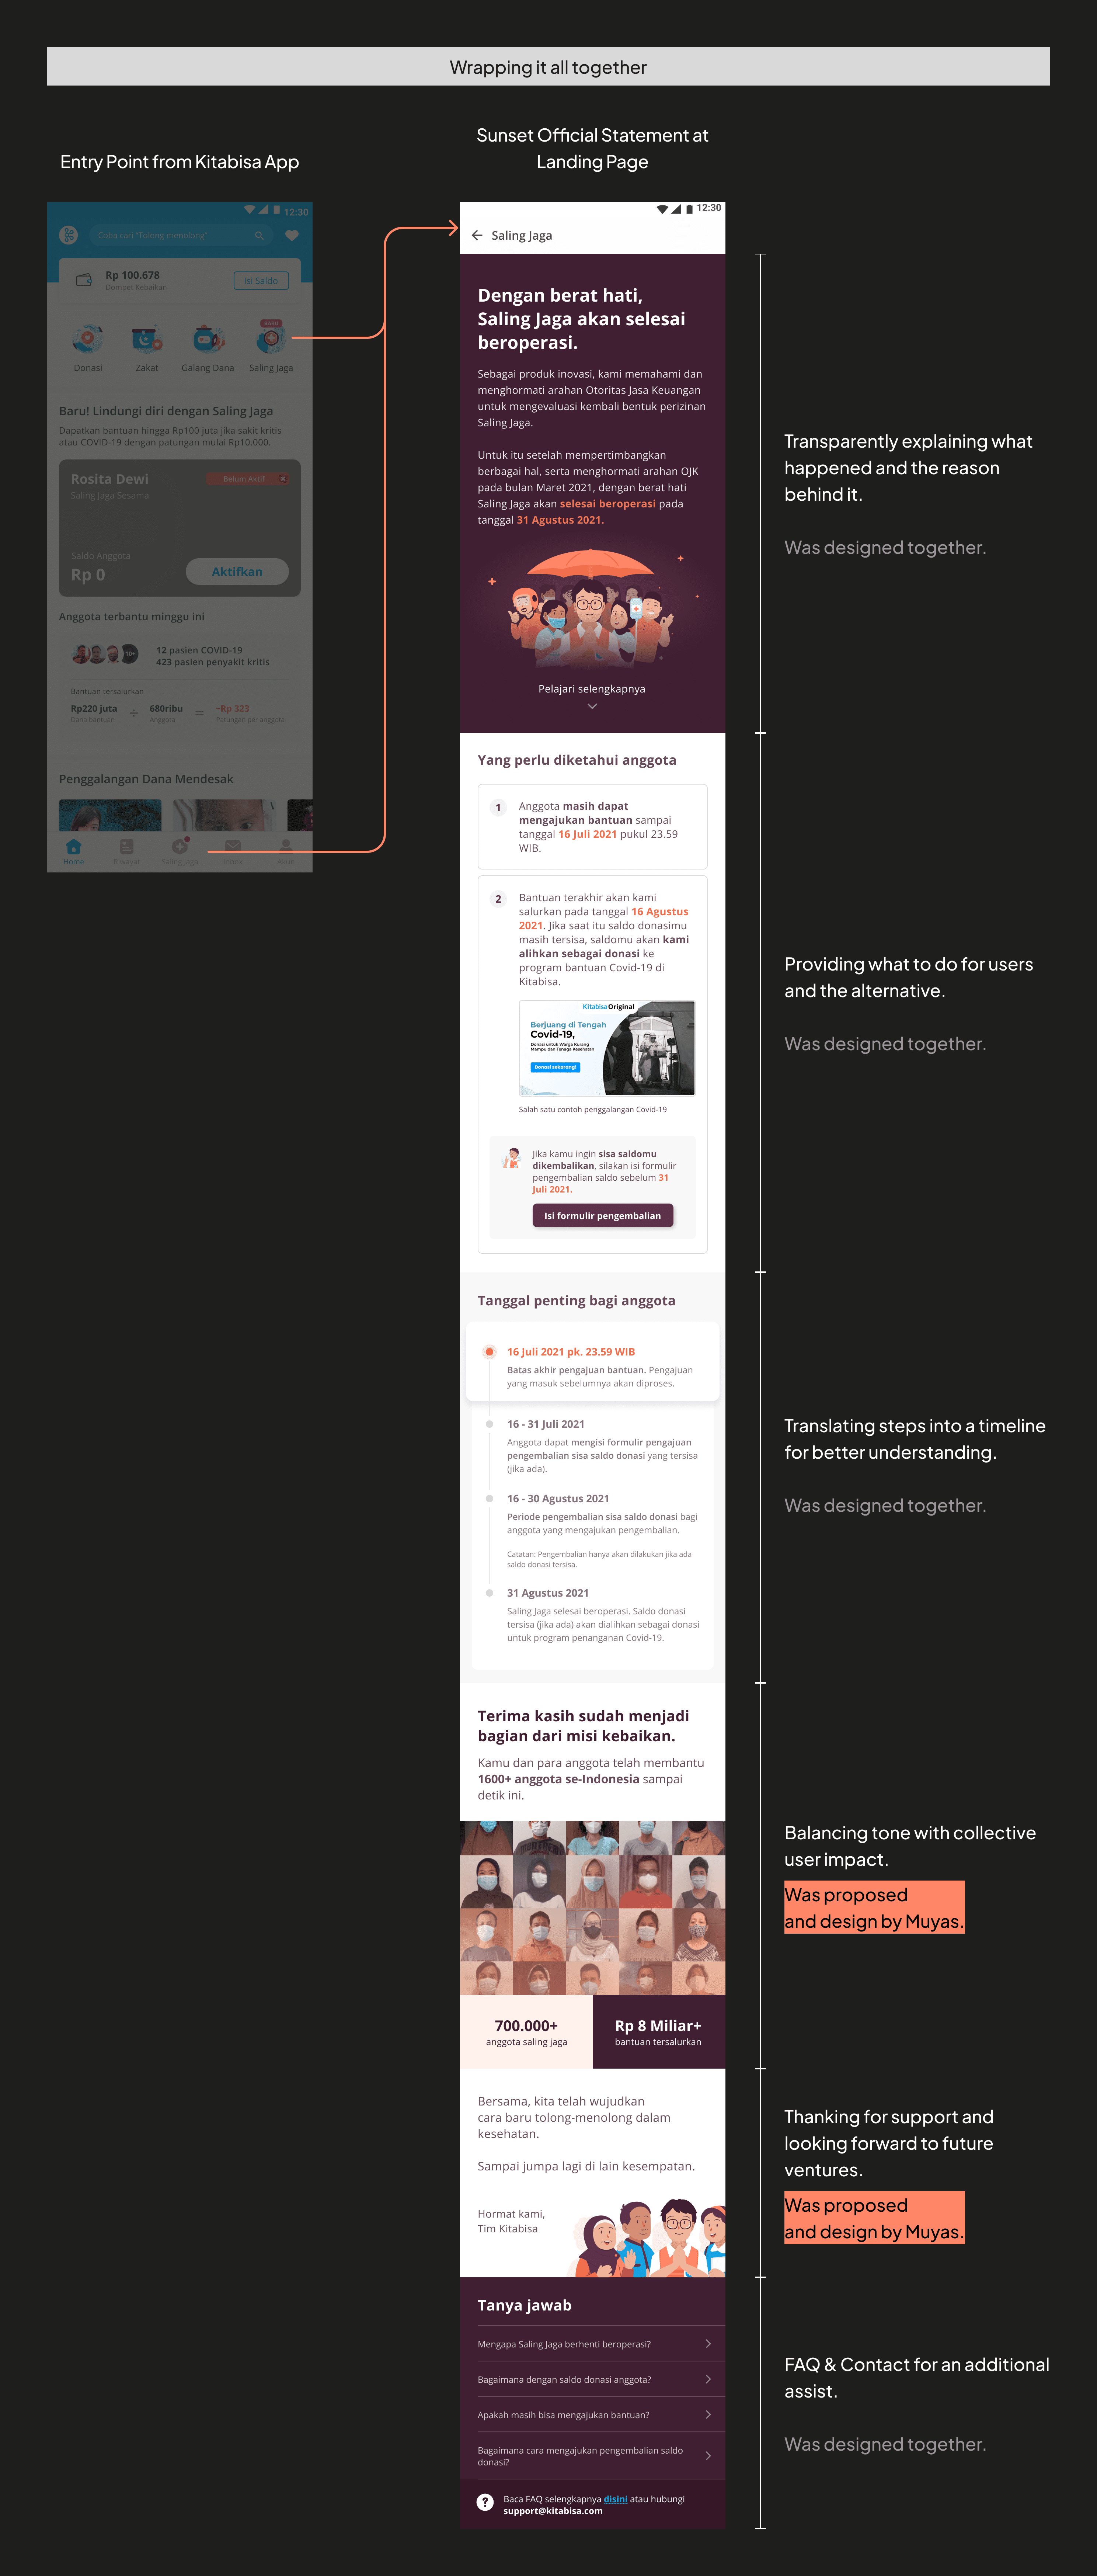 Wrapping it all together
Entry Point from Kitabisa App
12:30
Coba cari "Tolong menolong"
Rp 100.678
Dompet Kebaikan
Isi Saldo
BARU
Donasi
Zakat
Galang Dana
Saling Jaga
Baru! Lindungi diri dengan Saling Jaga
Dapatkan bantuan hingga Rp100 juta jika sakit kritis
atau COVID-19 dengan patungan mulai Rp10.000.
Rosita Dewi
Belum Aktif
Saling Jaga Sesama
Saldo Anggota
Rp 0
Aktifkan
Anggota terbantu minggu ini
10+
12 pasien COVID-19
423 pasien penyakit kritis
Bantuan tersalurkan
Rp220 juta
÷
680ribu
=
~Rp 323
Dana bantuan
Anggota
Patungan per anggota
Penggalangan Dana Mendesak
Home
Saling Jaga
Sunset Official Statement at
Landing Page
12:30
Saling Jaga
Dengan berat hati,
Saling Jaga akan selesai
beroperasi.
Sebagai produk inovasi, kami memahami dan
menghormati arahan Otoritas Jasa Keuangan
untuk mengevaluasi kembali bentuk perizinan
Saling Jaga.
Untuk itu setelah mempertimbangkan
berbagai hal, serta menghormati arahan OJK
pada bulan Maret 2021, dengan berat hati
Saling Jaga akan selesai beroperasi pada
tanggal 31 Agustus 2021.
Pelajari selengkapnya
Transparently explaining what
happened and the reason
behind it.
Was designed together.
Yang perlu diketahui anggota
1
Anggota masih dapat
mengajukan bantuan sampai
tanggal 16 Juli 2021 pukul 23.59
WIB.
2
Bantuan terakhir akan kami
salurkan pada tanggal 16 Agustus
2021. Jika saat itu saldo donasimu
masih tersisa, saldomu akan kami
alihkan sebagai donasi ke
program bantuan Covid-19 di
Kitabisa.
Kitabisa Original
Berjuang di Tengah
Covid-19,
Donasi untuk Warga Kurang
Mampu dan Tenaga Kesehatan
Donasi sekarang!
Salah satu contoh penggalangan Covid-19
Jika kamu ingin sisa saldomu
dikembalikan, silakan isi formulir
pengembalian saldo sebelum 31
Juli 2021.
Isi formulir pengembalian
Providing what to do for users
and the alternative.
Was designed together.
Tanggal penting bagi anggota
16 Juli 2021 pk. 23.59 WIB
Batas akhir pengajuan bantuan. Pengajuan
yang masuk sebelumnya akan diproses.
16 - 31 Juli 2021
Anggota dapat mengisi formulir pengajuan
pengembalian sisa saldo donasi yang tersisa
(jika ada).
16 - 30 Agustus 2021
Periode pengembalian sisa saldo donasi bagi
anggota yang mengajukan pengembalian.
Catatan: Pengembalian hanya akan dilakukan jika ada
saldo donasi tersisa.
31 Agustus 2021
Saling Jaga selesai beroperasi. Saldo donasi
tersisa (jika ada) akan dialihkan sebagai donasi
untuk program penanganan Covid-19.
Translating steps into a timeline
for better understanding.
Was designed together.
Terima kasih sudah menjadi
bagian dari misi kebaikan.
Kamu dan para anggota telah membantu
1600+ anggota se-Indonesia sampai
detik ini.
700.000+
anggota saling jaga
Rp 8 Miliar+
bantuan tersalurkan
Balancing tone with collective
user impact.
Was proposed
and design by Muyas.
Bersama, kita telah wujudkan
cara baru tolong-menolong dalam
kesehatan.
Sampai jumpa lagi di lain kesempatan.
Hormat kami,
Tim Kitabisa
Thanking for support and
looking forward to future
ventures.
Was proposed
and design by Muyas.
Tanya jawab
Mengapa Saling Jaga berhenti beroperasi?
Bagaimana dengan saldo donasi anggota?
Apakah masih bisa mengajukan bantuan?
Bagaimana cara mengajukan pengembalian saldo
donasi?
?
Baca FAQ selengkapnya disini atau hubungi
support@kitabisa.com
FAQ & Contact for an additional
assist.
Was designed together.